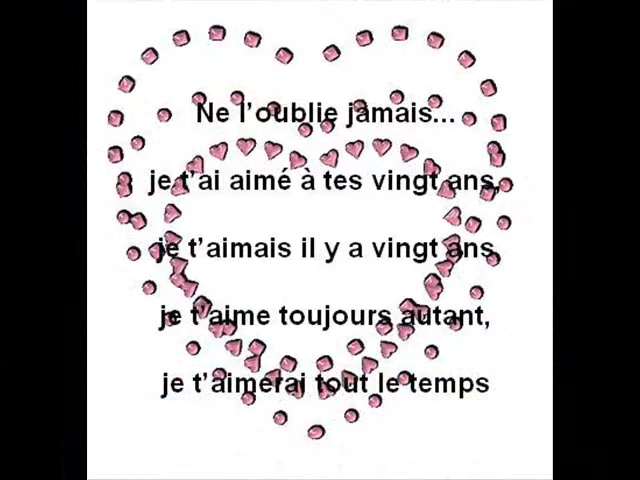 Ne l'oublie jamais...
je t'ai aimé à tes vingt ans,
je t'aimais il y a vingt ans,
je t'aime toujours autant,
je t'aimerai tout le temps